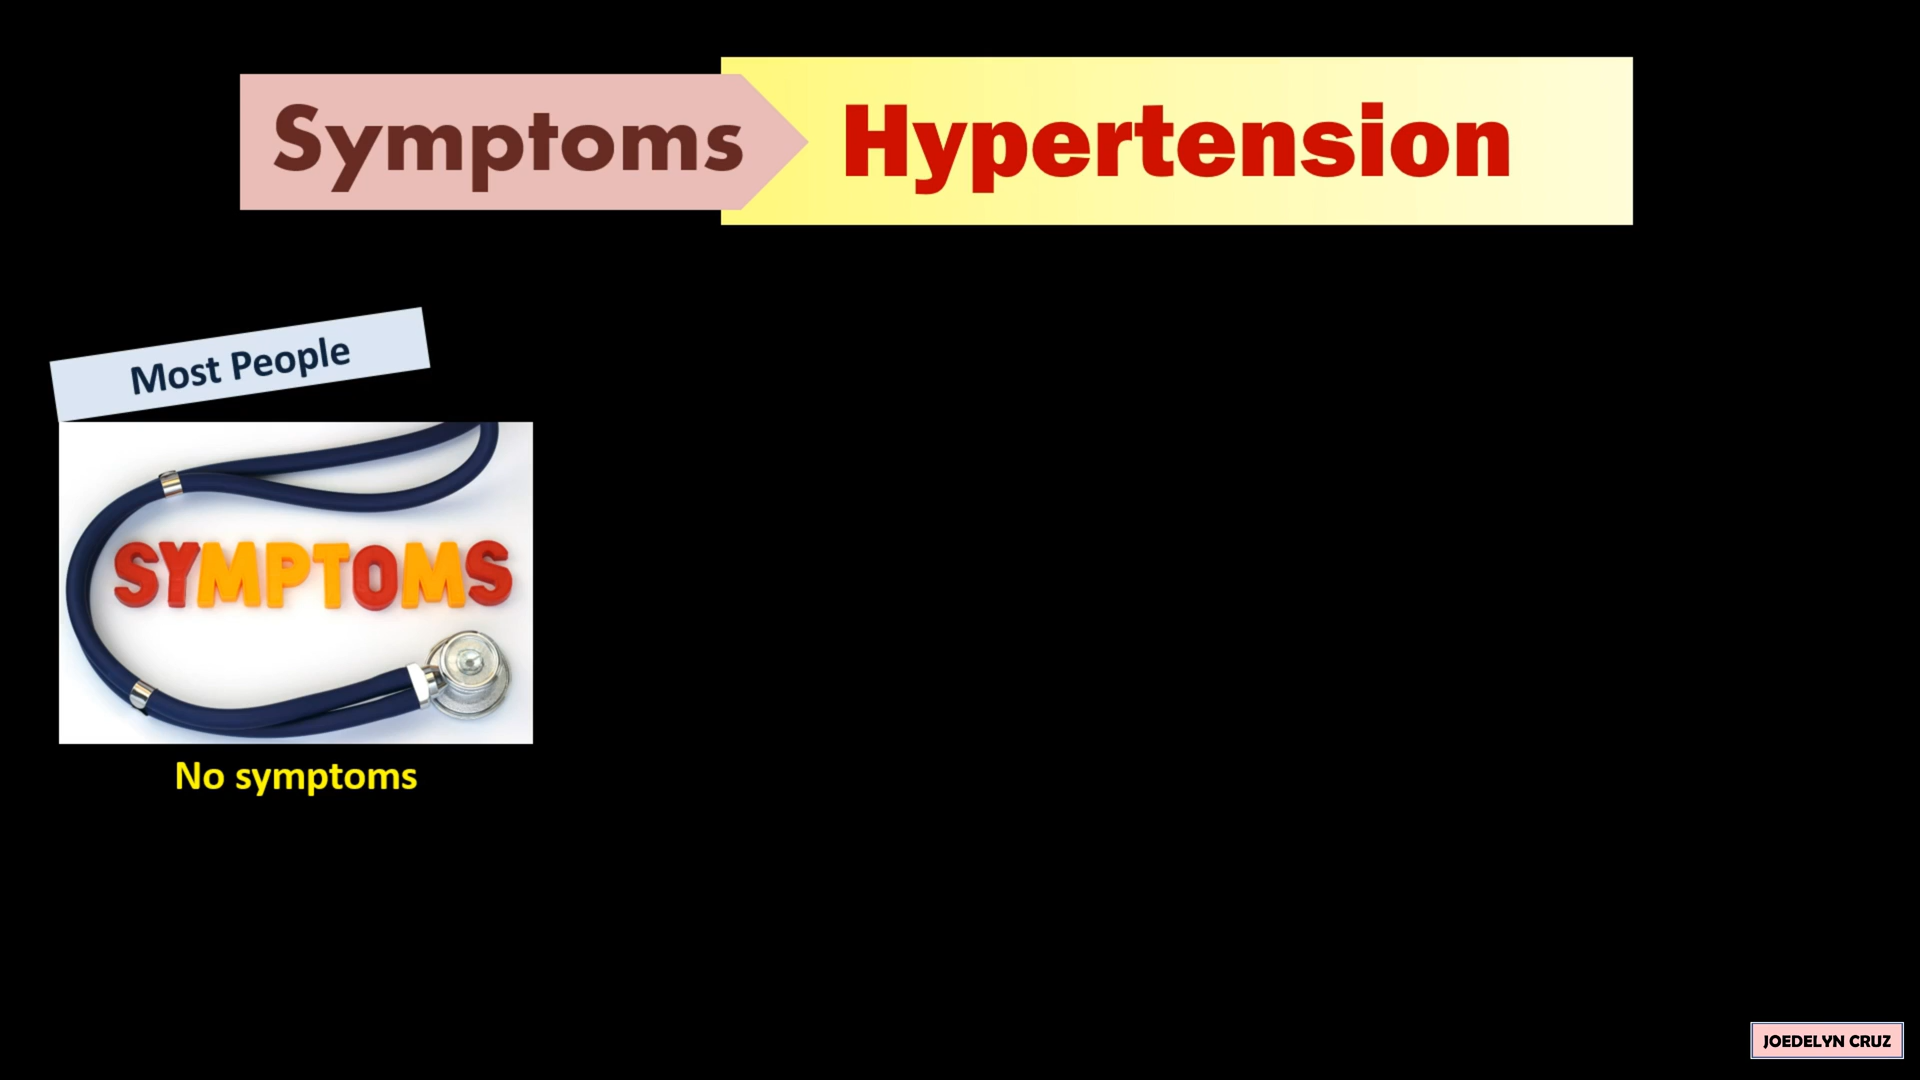 Symptoms
Hypertension
Most People
SYMPTOMS
No symptoms
JOEDELYN CRUZ